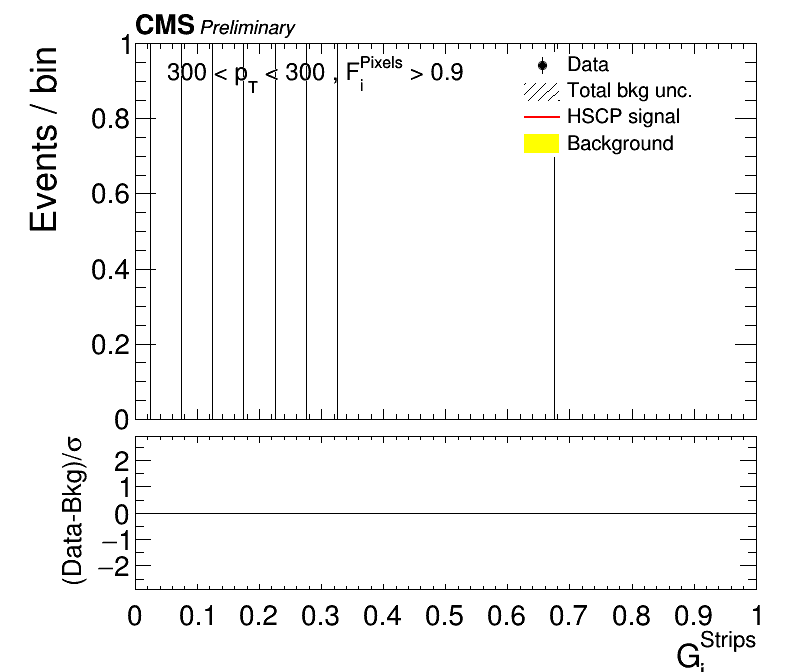 CMS Preliminary
Events / bin
300 < p_T < 300 , F_i^Pixels > 0.9
Data
Total bkg unc.
HSCP signal
Background
1
0.8
0.6
0.4
0.2
0
(Data-Bkg)/σ
2
1
0
−1
−2
0 0.1 0.2 0.3 0.4 0.5 0.6 0.7 0.8 0.9 1
G_i^Strips